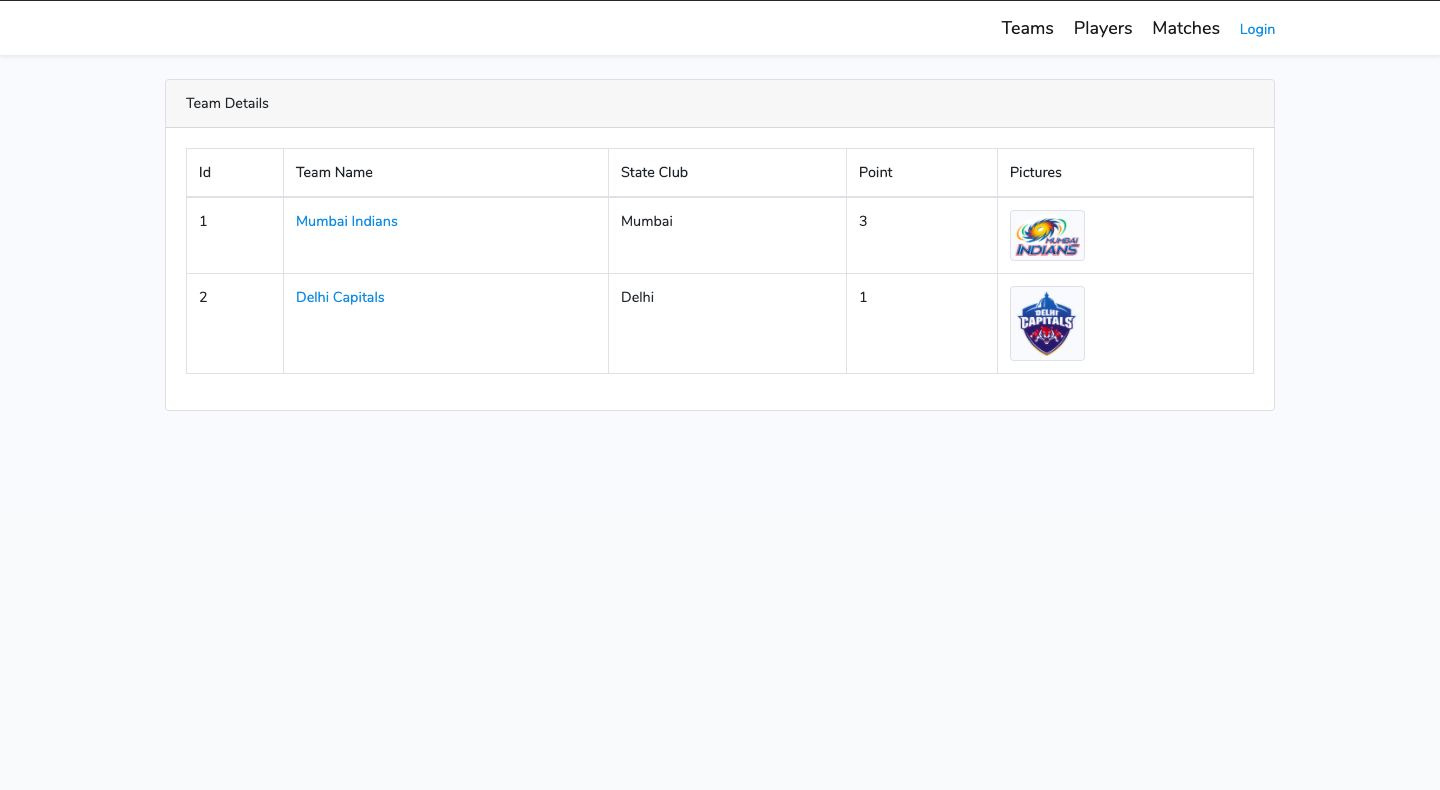 Teams Players Matches Login
Team Details
Id Team Name State Club Point Pictures
1 Mumbai Indians Mumbai 3
MUMBAI
INDIANS
2 Delhi Capitals Delhi 1
DELHI
CAPITALS